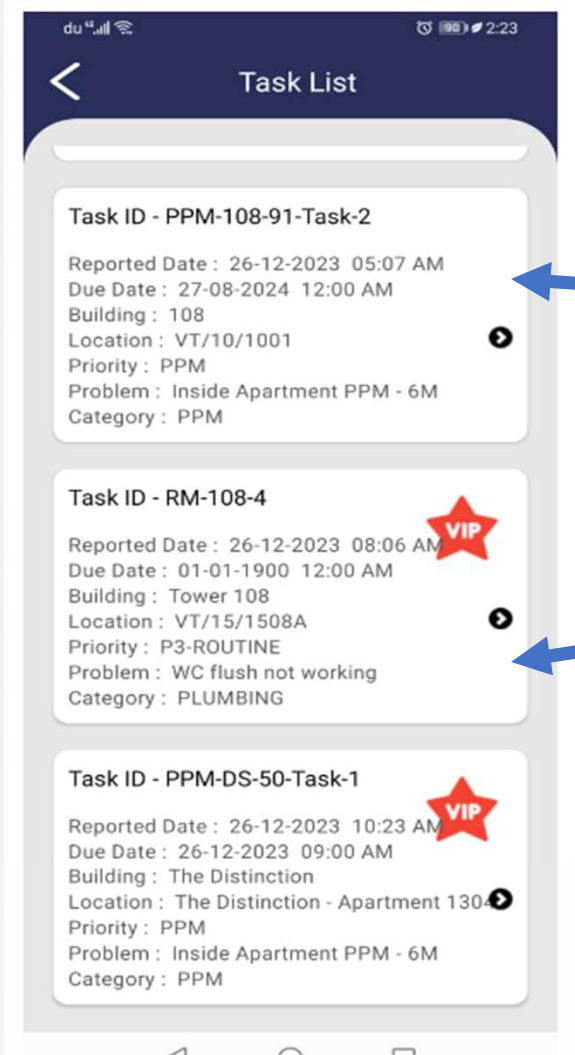 du 2:23
90
Task List
Task ID - PPM-108-91-Task-2
Reported Date : 26-12-2023 05:07 AM
Due Date : 27-08-2024 12:00 AM
Building : 108
Location : VT/10/1001
Priority : PPM
Problem : Inside Apartment PPM - 6M
Category : PPM
Task ID - RM-108-4
VIP
Reported Date : 26-12-2023 08:06 AM
Due Date : 01-01-1900 12:00 AM
Building : Tower 108
Location : VT/15/1508A
Priority : P3-ROUTINE
Problem : WC flush not working
Category : PLUMBING
Task ID - PPM-DS-50-Task-1
VIP
Reported Date : 26-12-2023 10:23 AM
Due Date : 26-12-2023 09:00 AM
Building : The Distinction
Location : The Distinction - Apartment 1304
Priority : PPM
Problem : Inside Apartment PPM - 6M
Category : PPM